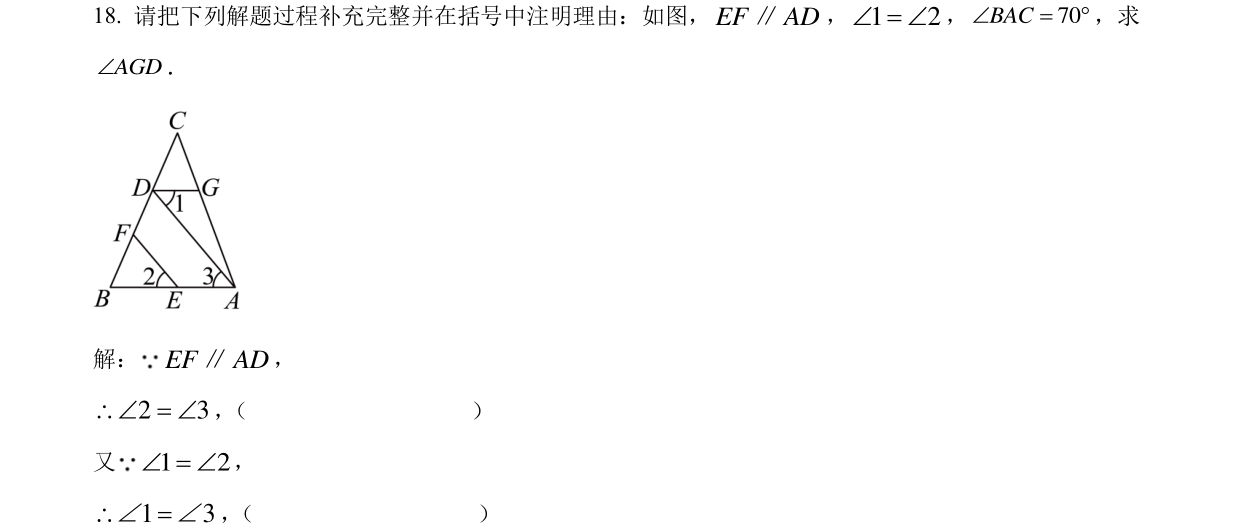 18. 请把下列解题过程补充完整并在括号中注明理由：如图，EF∥AD，∠1=∠2，∠BAC=70°，求
∠AGD．
C
D G
1
F
2 3
B E A
解：∵EF∥AD，
∴∠2=∠3，（ ）
又∵∠1=∠2，
∴∠1=∠3，（ ）